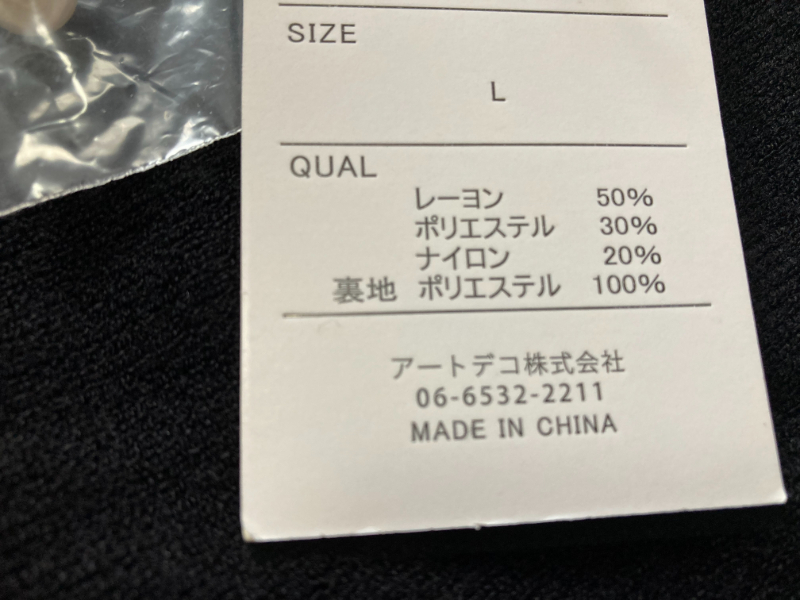 SIZE
L
QUAL
レーヨン 50%
ポリエステル 30%
ナイロン 20%
裏地 ポリエステル 100%
アートデコ株式会社
06-6532-2211
MADE IN CHINA